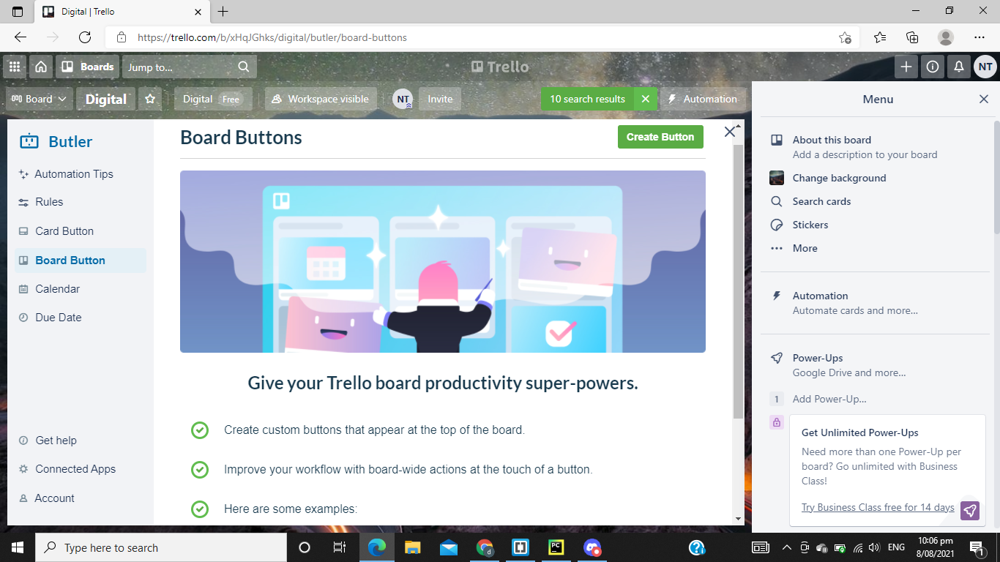 Digital | Trello
https://trello.com/b/xHqJGhks/digital/butler/board-buttons
Boards
Jump to...
Trello
NT
Board
Digital
Digital Free
Workspace visible
NT
Invite
10 search results
Automation
Butler
Automation Tips
Rules
Card Button
Board Button
Calendar
Due Date
Get help
Connected Apps
Account
Board Buttons
Create Button
Give your Trello board productivity super-powers.
Create custom buttons that appear at the top of the board.
Improve your workflow with board-wide actions at the touch of a button.
Here are some examples:
Menu
About this board
Add a description to your board
Change background
Search cards
Stickers
More
Automation
Automate cards and more...
Power-Ups
Google Drive and more...
1 Add Power-Up...
Get Unlimited Power-Ups
Need more than one Power-Up per
board? Go unlimited with Business
Class!
Try Business Class free for 14 days
Type here to search
d
PC
ENG
10:06 pm
8/08/2021
1